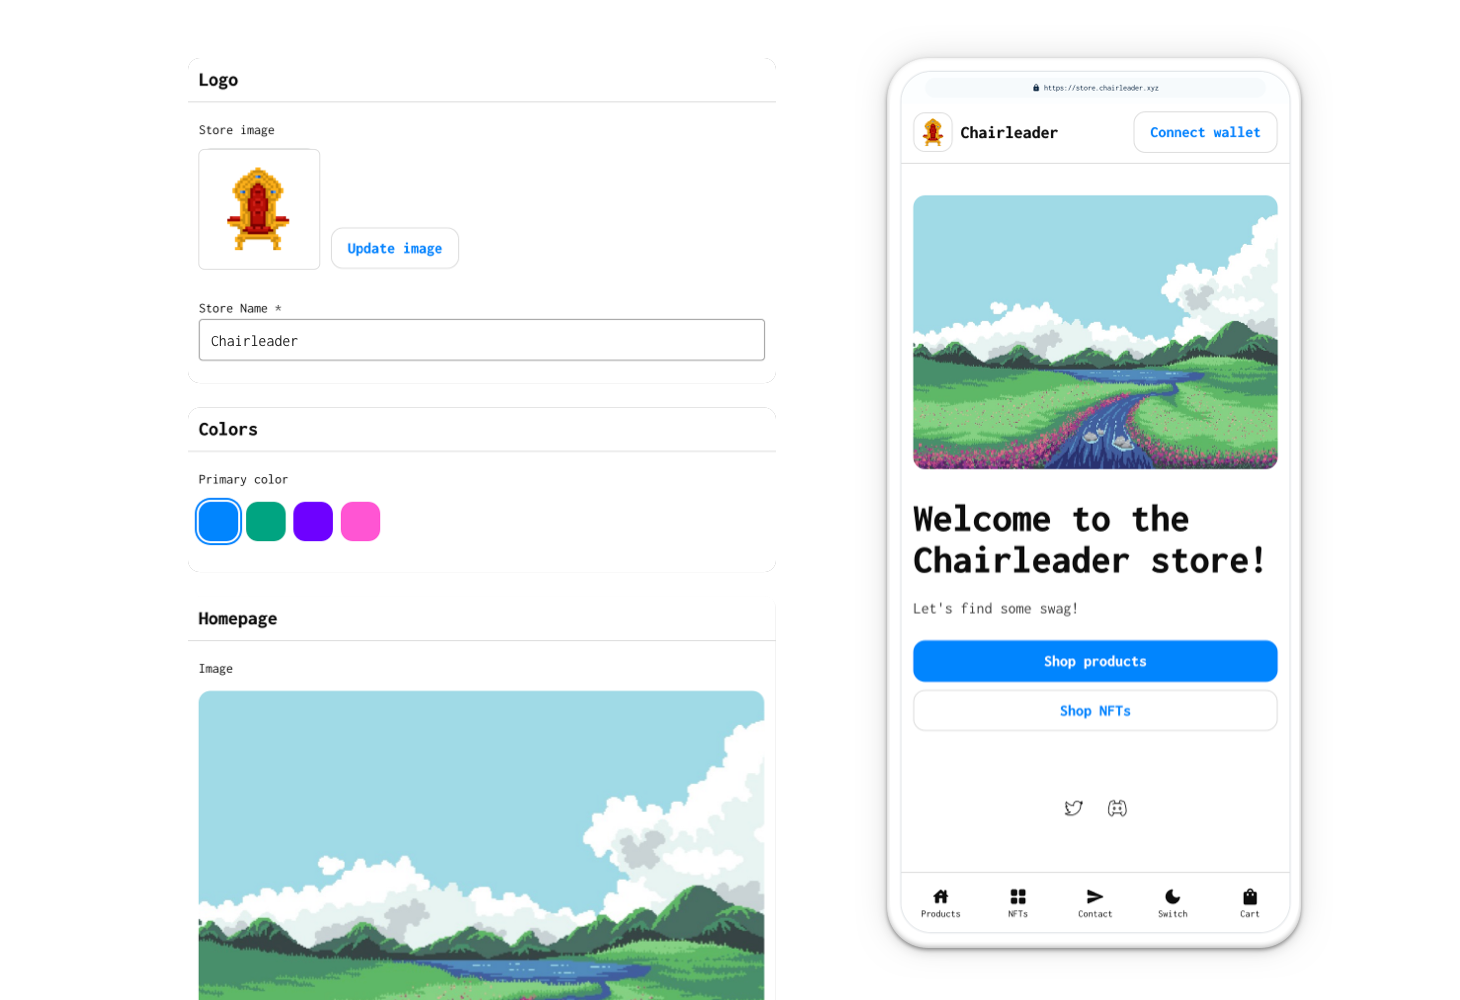 Logo
Store image
Update image
Store Name *
Chairleader
Colors
Primary color
Homepage
Image
https://store.chairleader.xyz
Chairleader
Connect wallet
Welcome to the
Chairleader store!
Let's find some swag!
Shop products
Shop NFTs
Products
NFTs
Contact
Switch
Cart